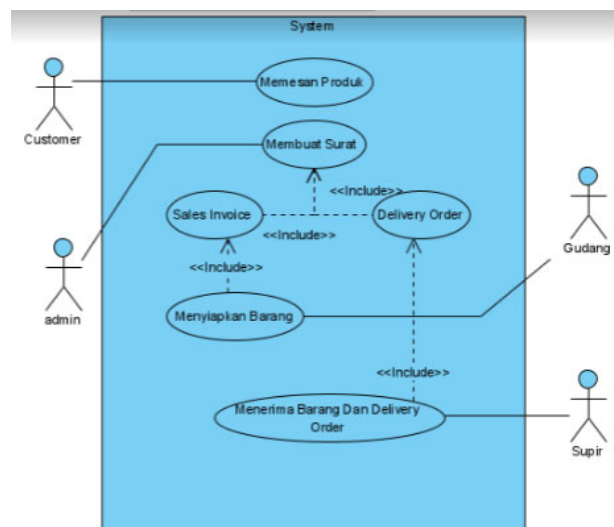 System
Memesan Produk
Customer
Membuat Surat
<<Include>>
Sales Invoice
Delivery Order
<<Include>>
Gudang
<<Include>>
admin
Menyiapkan Barang
<<Include>>
Menerima Barang Dan Delivery
Order
Supir